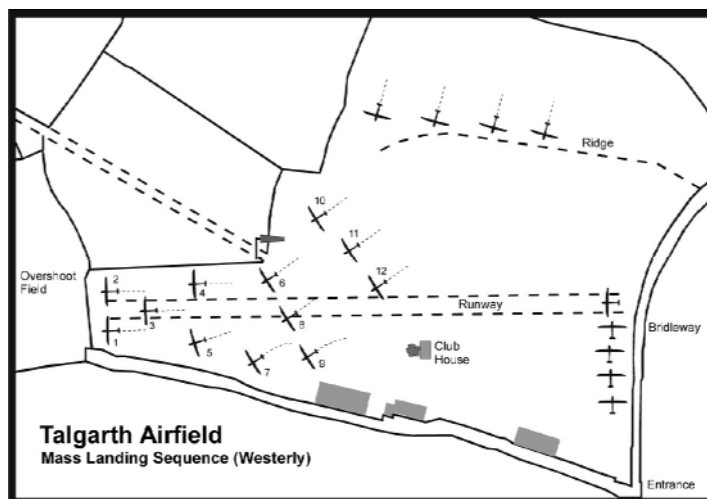 Ridge
10
11
12
2
4
6
Overshoot
Field
Runway
3
8
Bridleway
1
5
7
9
Club
House
Talgarth Airfield
Mass Landing Sequence (Westerly)
Entrance